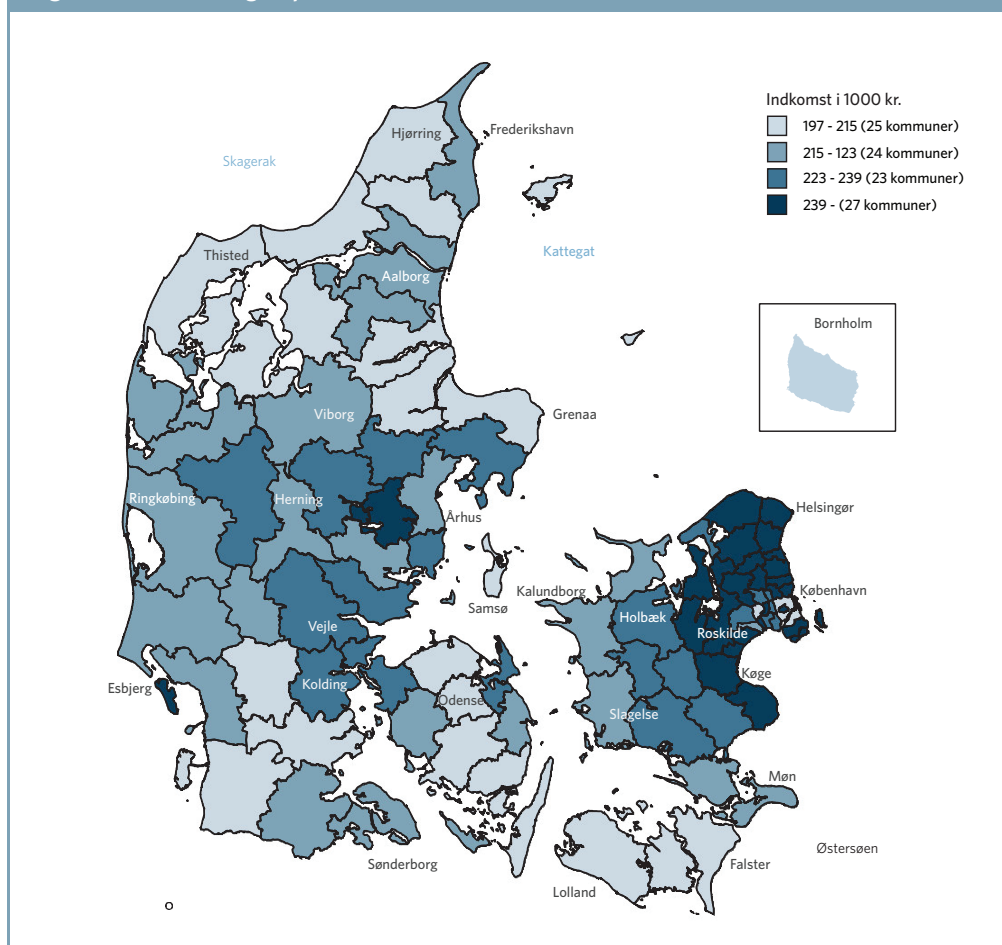 Indkomst i 1000 kr.
197 - 215 (25 kommuner)
215 - 123 (24 kommuner)
223 - 239 (23 kommuner)
239 - (27 kommuner)
Hjørring
Frederikshavn
Skagerak
Kattegat
Thisted
Aalborg
Bornholm
Viborg
Grenaa
Ringkøbing
Herning
Århus
Helsingør
Samsø
Kalundborg
København
Holbæk
Vejle
Roskilde
Esbjerg
Kolding
Odense
Køge
Slagelse
Møn
Sønderborg
Lolland
Falster
Østersøen